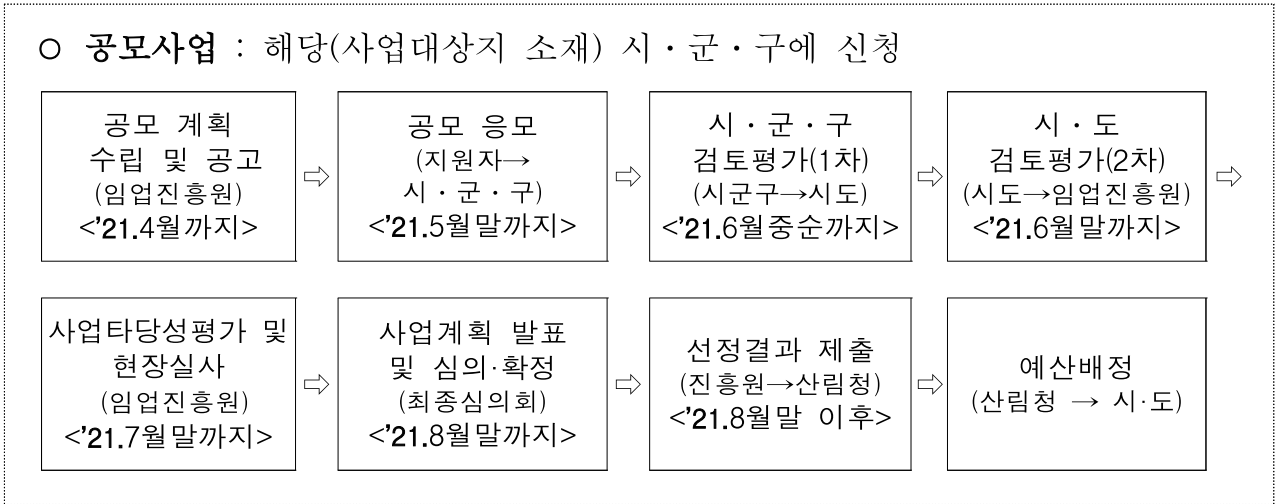 ○ 공모사업 : 해당(사업대상지 소재) 시・군・구에 신청
공모 계획
수립 및 공고
(임업진흥원)
<'21.4월까지>
⇨
공모 응모
(지원자→
시・군・구)
<'21.5월말까지>
⇨
시・군・구
검토평가(1차)
(시군구→시도)
<'21.6월중순까지>
⇨
시・도
검토평가(2차)
(시도→임업진흥원)
<'21.6월말까지>
⇨
사업타당성평가 및
현장실사
(임업진흥원)
<'21.7월말까지>
⇨
사업계획 발표
및 심의·확정
(최종심의회)
<'21.8월말까지>
⇨
선정결과 제출
(진흥원→산림청)
<'21.8월말 이후>
⇨
예산배정
(산림청 → 시·도)